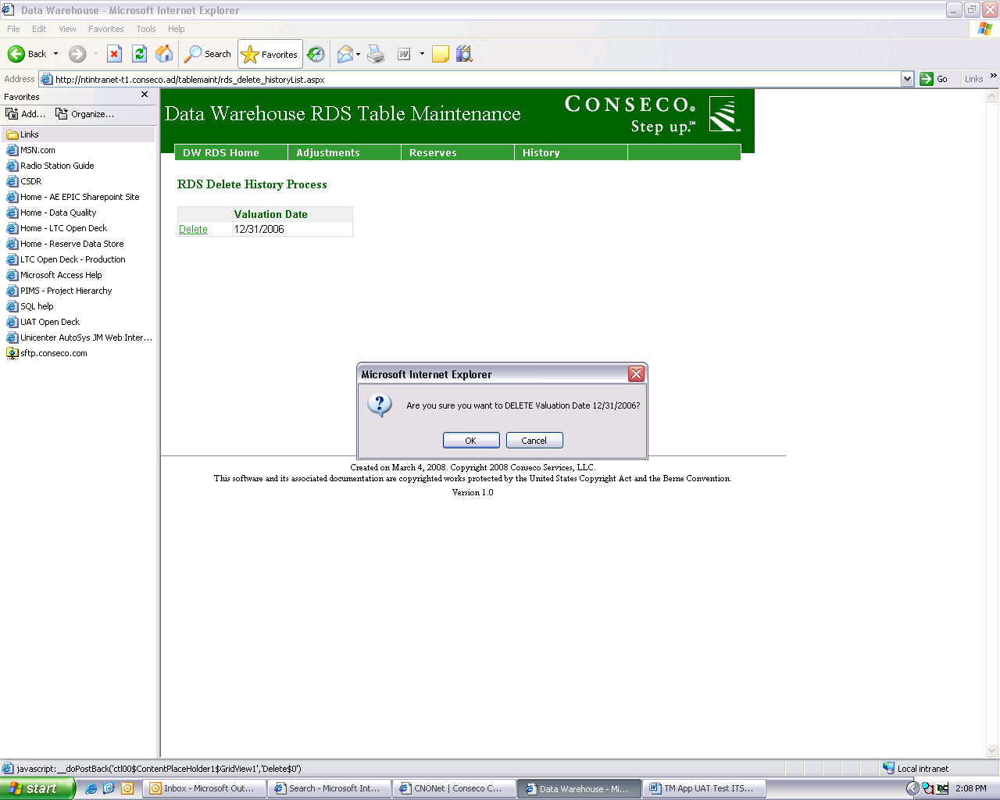 Data Warehouse - Microsoft Internet Explorer
File Edit View Favorites Tools Help
Back Search Favorites
Address http://ntintranet-t1.conseco.ad/tablemaint/rds_delete_historyList.aspx Go Links »
Favorites
Add... Organize...
Links
MSN.com
Radio Station Guide
CSDR
Home - AE EPIC Sharepoint Site
Home - Data Quality
Home - LTC Open Deck
Home - Reserve Data Store
LTC Open Deck - Production
Microsoft Access Help
PIMS - Project Hierarchy
SQL help
UAT Open Deck
Unicenter AutoSys JM Web Inter...
sftp.conseco.com
Data Warehouse RDS Table Maintenance
CONSECO®
Step up.℠
DW RDS Home Adjustments Reserves History
RDS Delete History Process
Valuation Date
Delete 12/31/2006
Microsoft Internet Explorer
Are you sure you want to DELETE Valuation Date 12/31/2006?
OK Cancel
Created on March 4, 2008. Copyright 2008 Conseco Services, LLC.
This software and its associated documentation are copyrighted works protected by the United States Copyright Act and the Berne Convention.
Version 1.0
javascript:__doPostBack('ctl00$ContentPlaceHolder1$GridView1','Delete$0') Local intranet
start Inbox - Microsoft Out... Search - Microsoft Int... CNONet | Conseco C... Data Warehouse - Mi... TM App UAT Test ITS... 2:08 PM